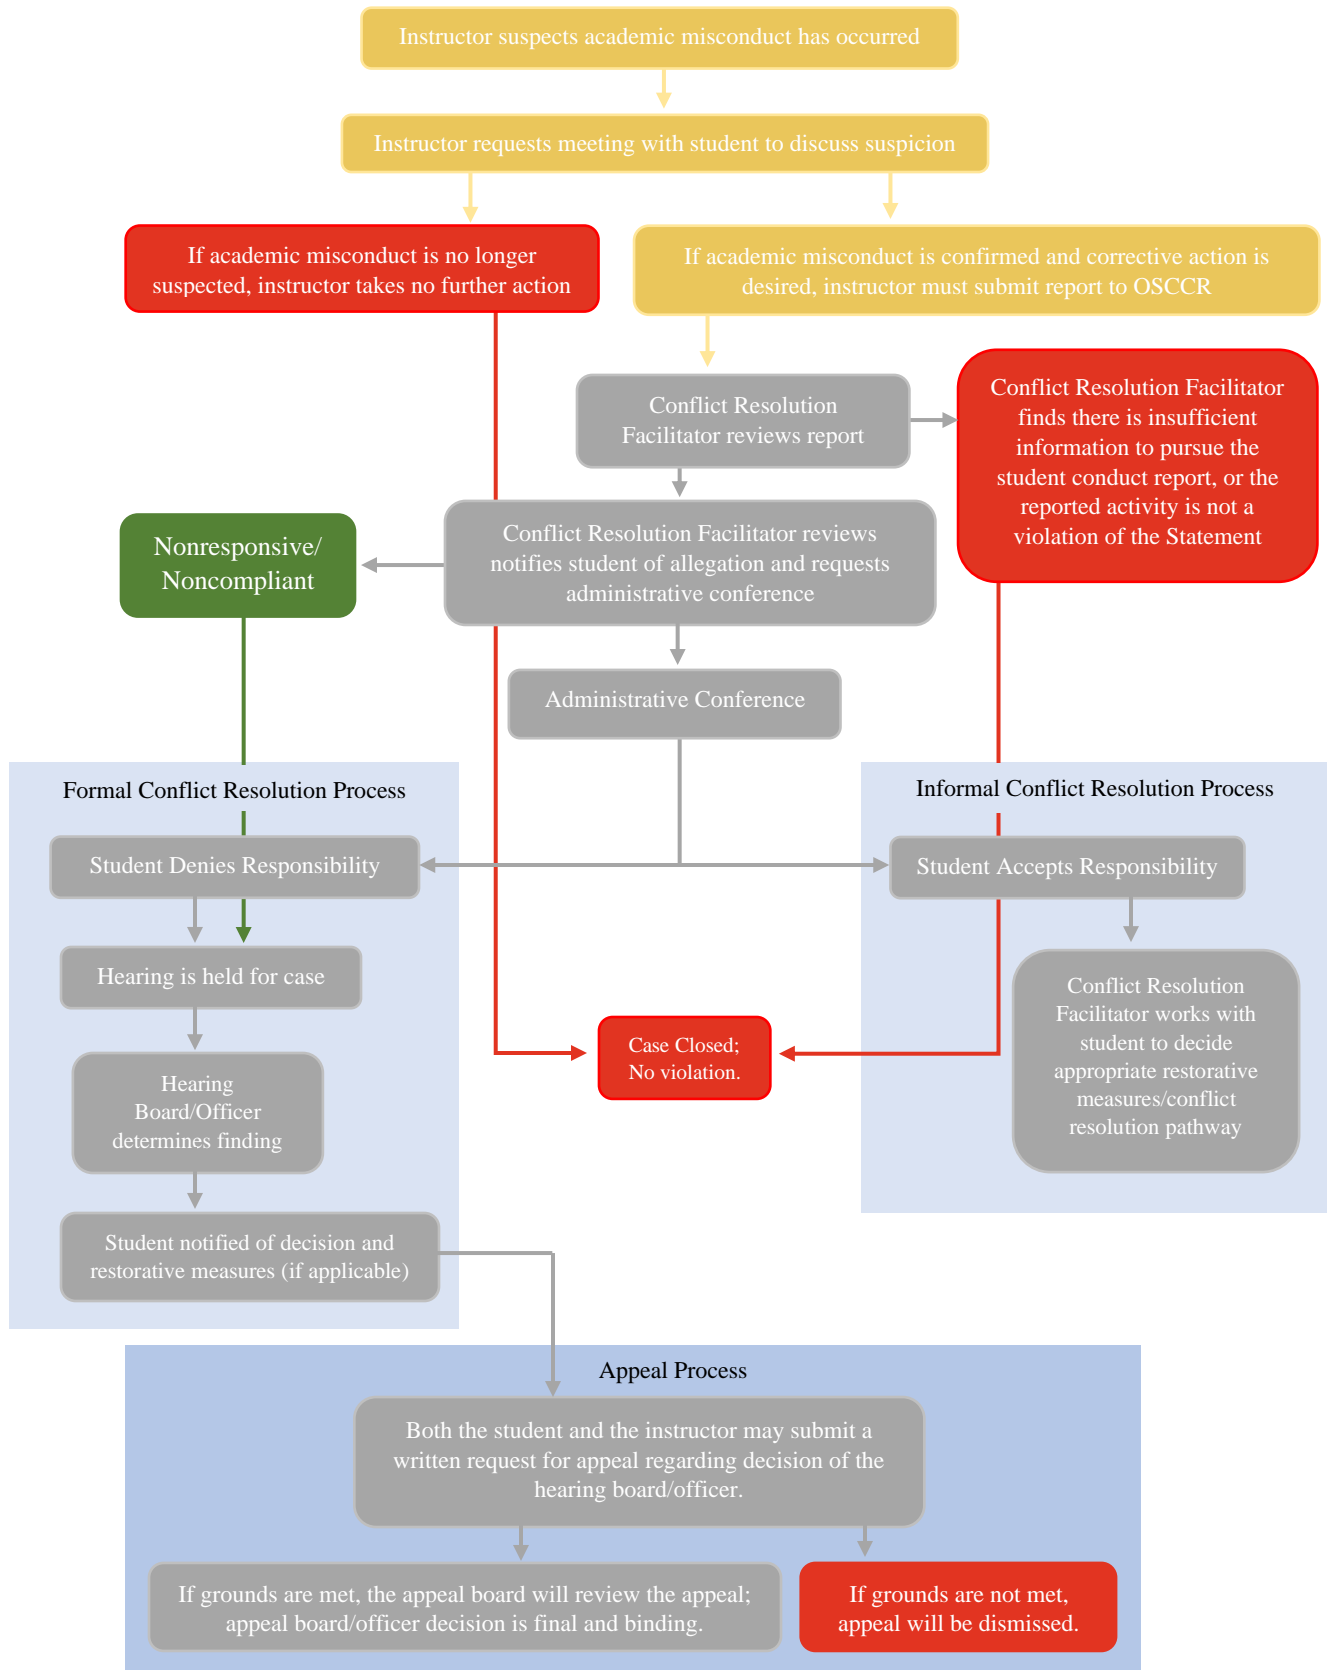 Instructor suspects academic misconduct has occurred
Instructor requests meeting with student to discuss suspicion
If academic misconduct is no longer
suspected, instructor takes no further action
If academic misconduct is confirmed and corrective action is
desired, instructor must submit report to OSCCR
Conflict Resolution
Facilitator reviews report
Conflict Resolution Facilitator
finds there is insufficient
information to pursue the
student conduct report, or the
reported activity is not a
violation of the Statement
Nonresponsive/
Noncompliant
Conflict Resolution Facilitator reviews
notifies student of allegation and requests
administrative conference
Administrative Conference
Formal Conflict Resolution Process
Student Denies Responsibility
Hearing is held for case
Hearing
Board/Officer
determines finding
Student notified of decision and
restorative measures (if applicable)
Informal Conflict Resolution Process
Student Accepts Responsibility
Conflict Resolution
Facilitator works with
student to decide
appropriate restorative
measures/conflict
resolution pathway
Case Closed;
No violation.
Appeal Process
Both the student and the instructor may submit a
written request for appeal regarding decision of the
hearing board/officer.
If grounds are met, the appeal board will review the appeal;
appeal board/officer decision is final and binding.
If grounds are not met,
appeal will be dismissed.